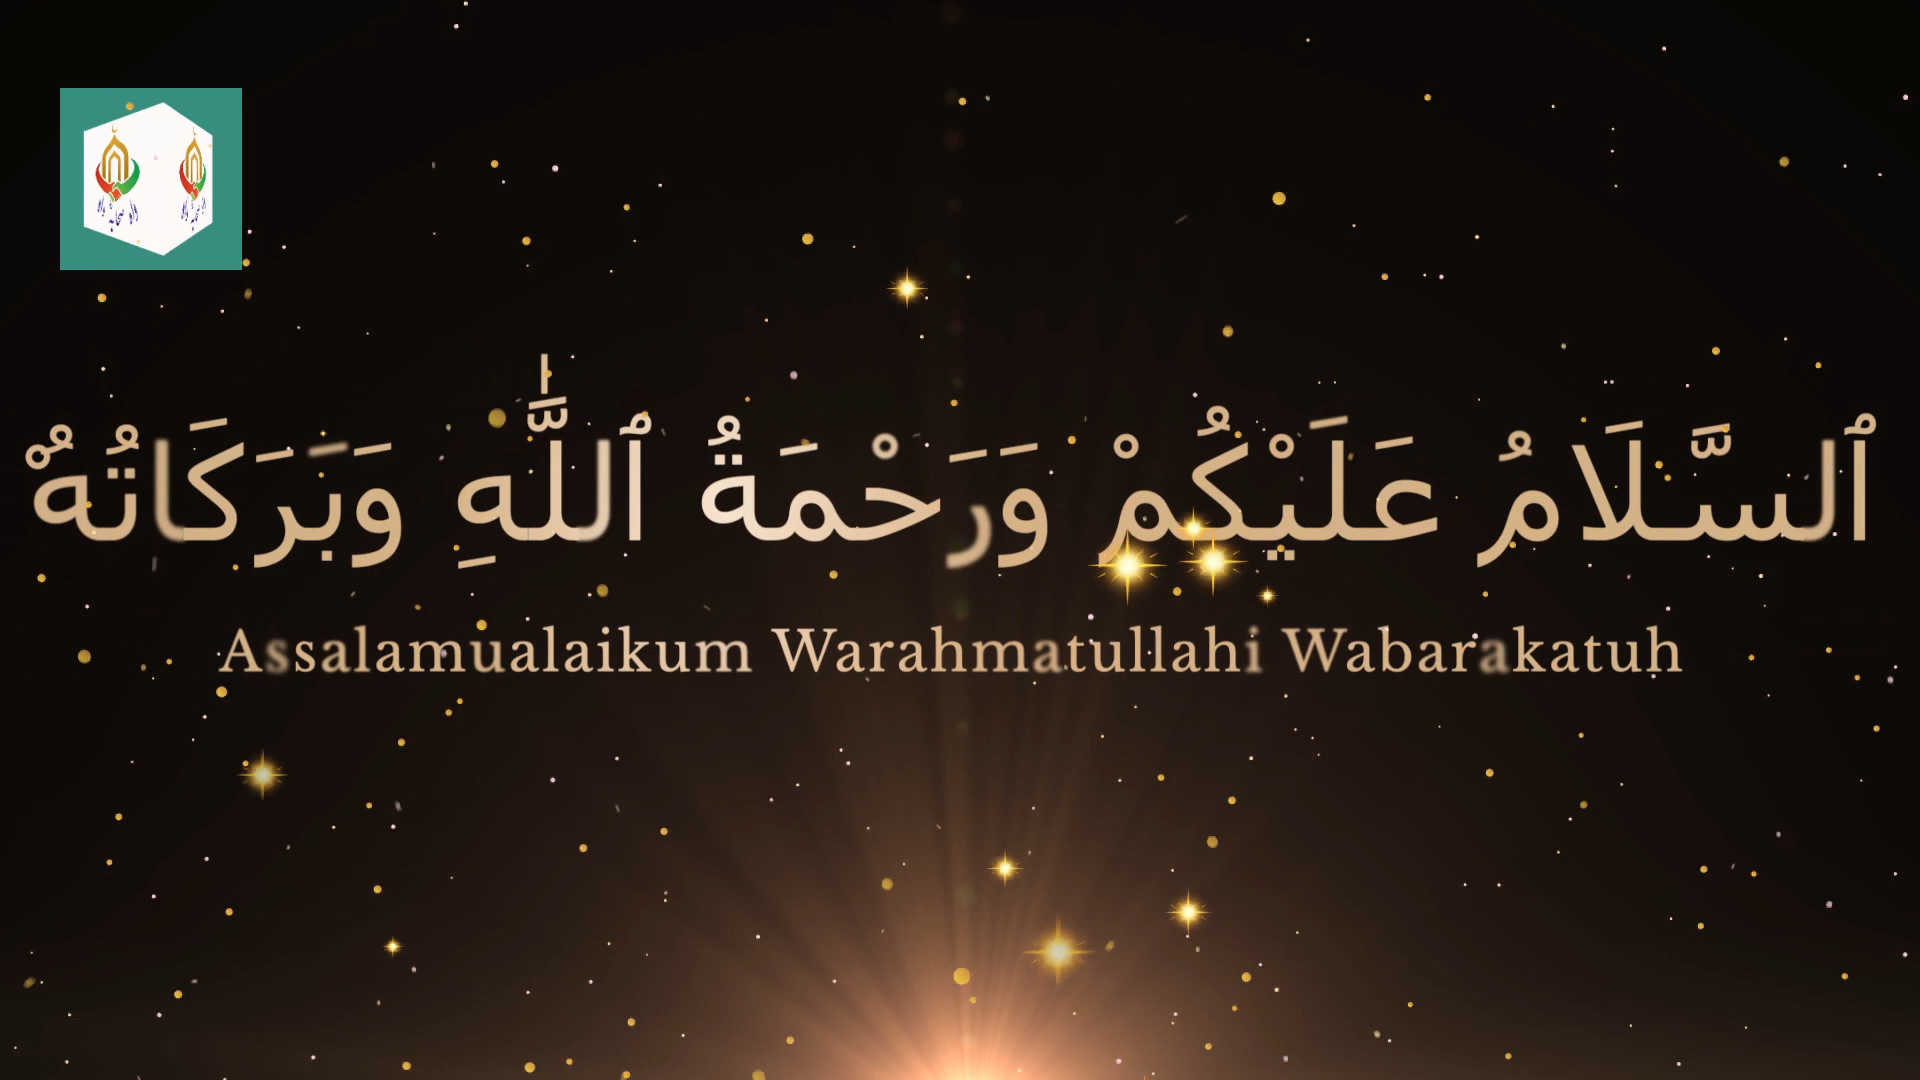 ٱلسَّلَامُ عَلَيْكُمْ وَرَحْمَةُ ٱللَّٰهِ وَبَرَكَاتُهُ
Assalamualaikum Warahmatullahi Wabarakatuh